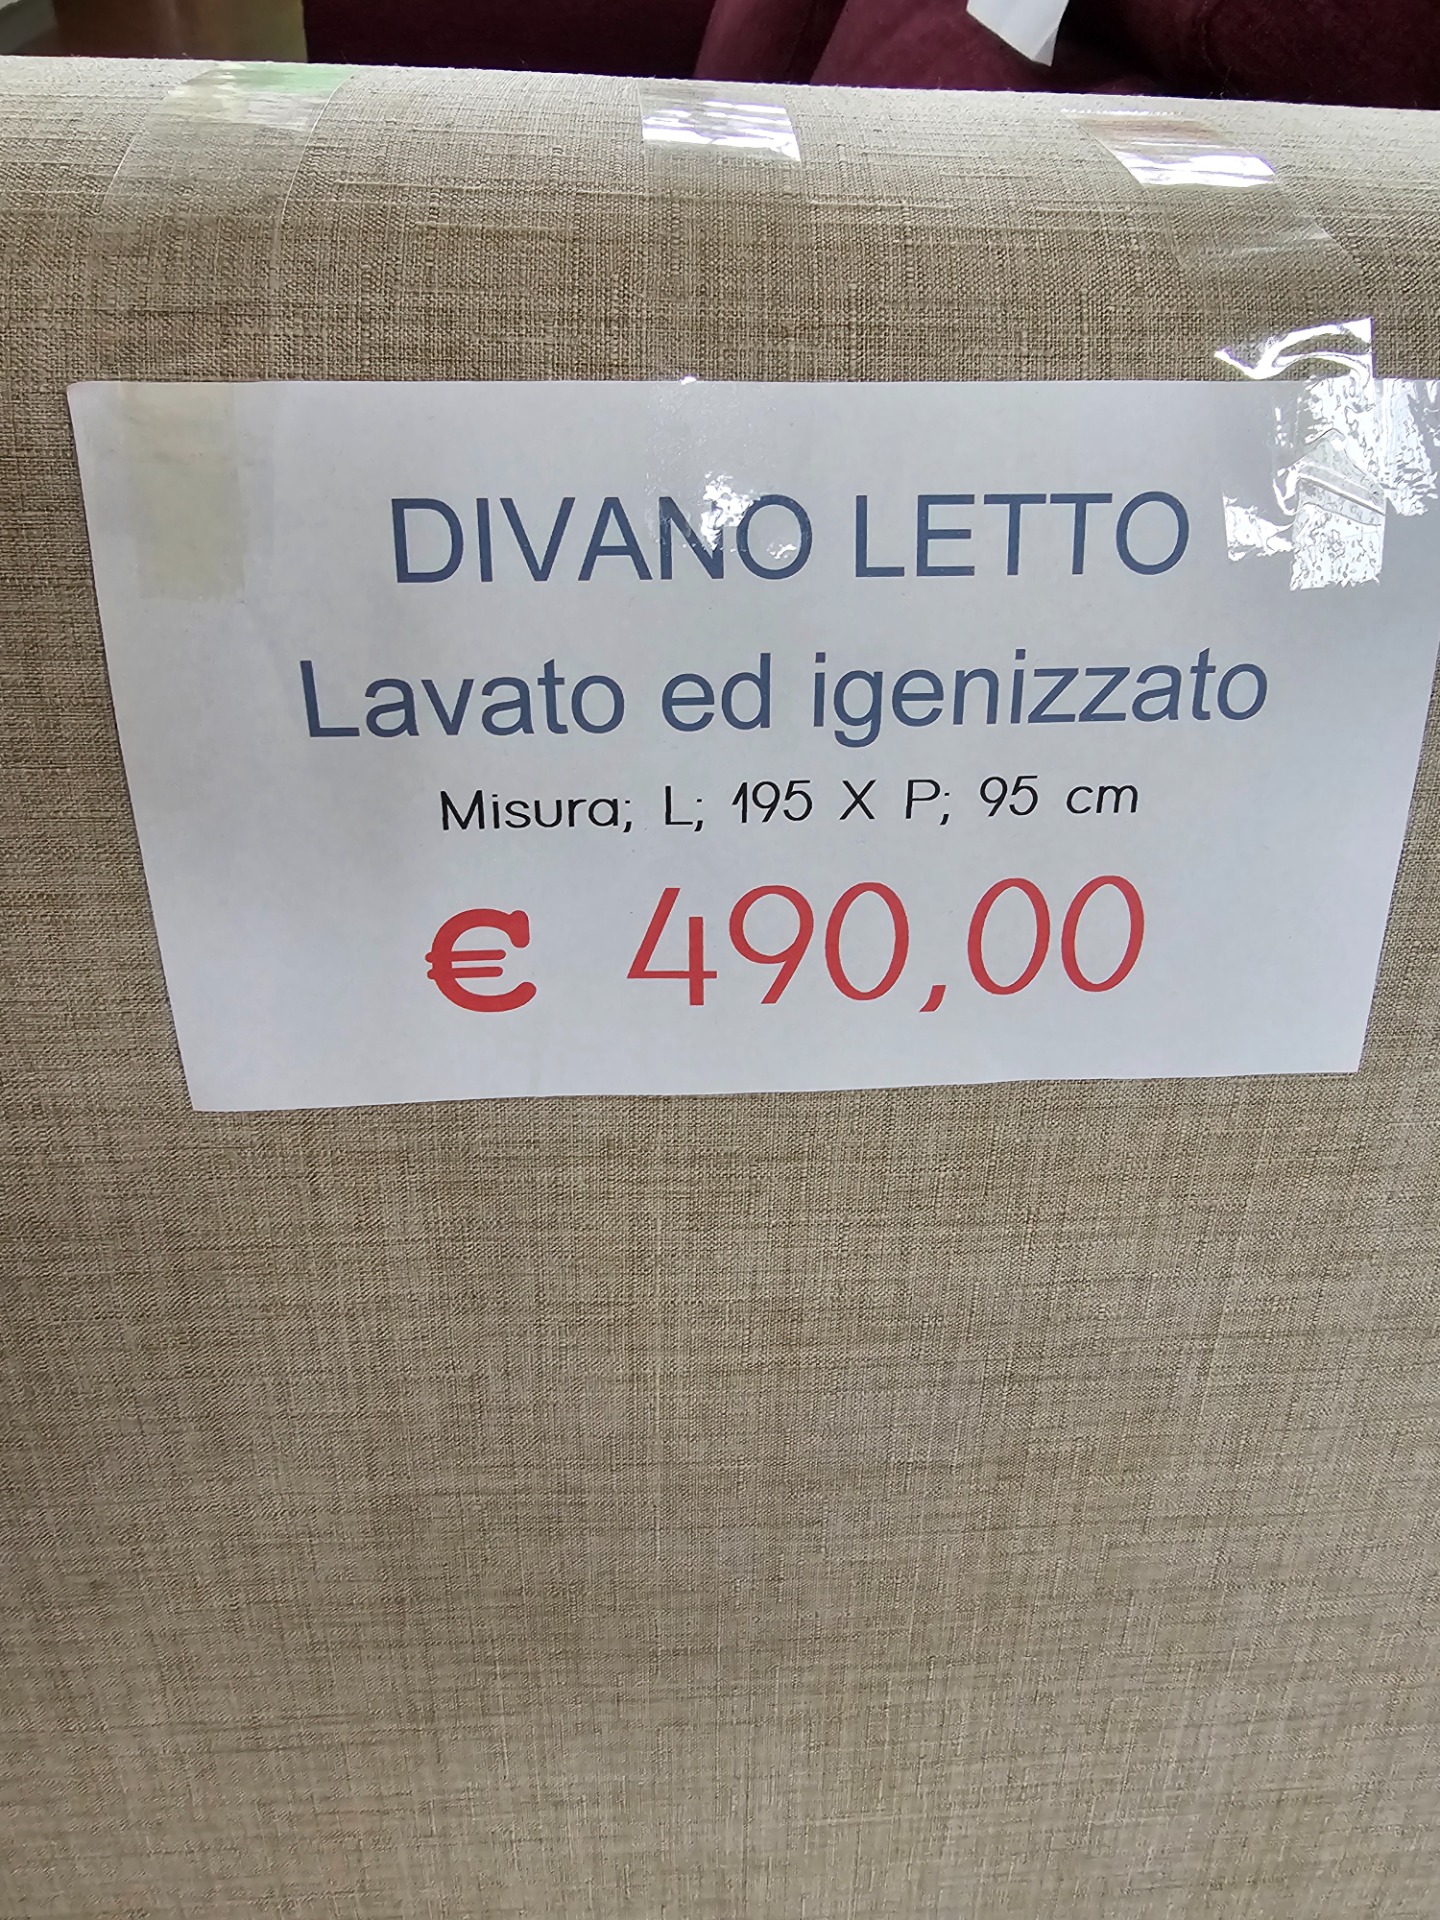 DIVANO LETTO
Lavato ed igenizzato
Misura; L; 195 X P; 95 cm
€ 490,00